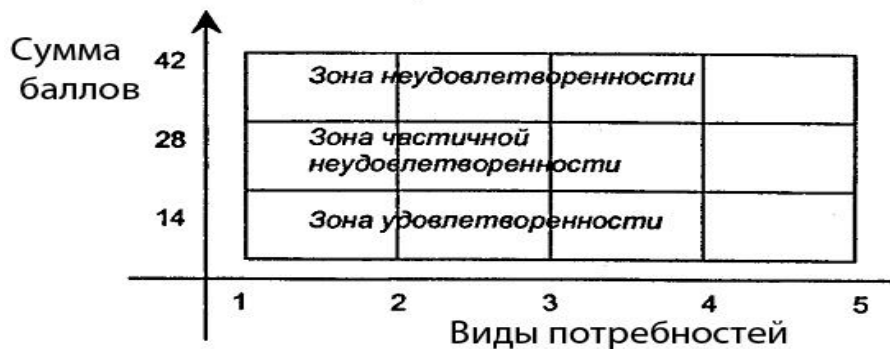 Сумма
баллов
42
Зона неудовлетворенности
28
Зона частичной
неудовлетворенности
14
Зона удовлетворенности
1 2 3 4 5
Виды потребностей